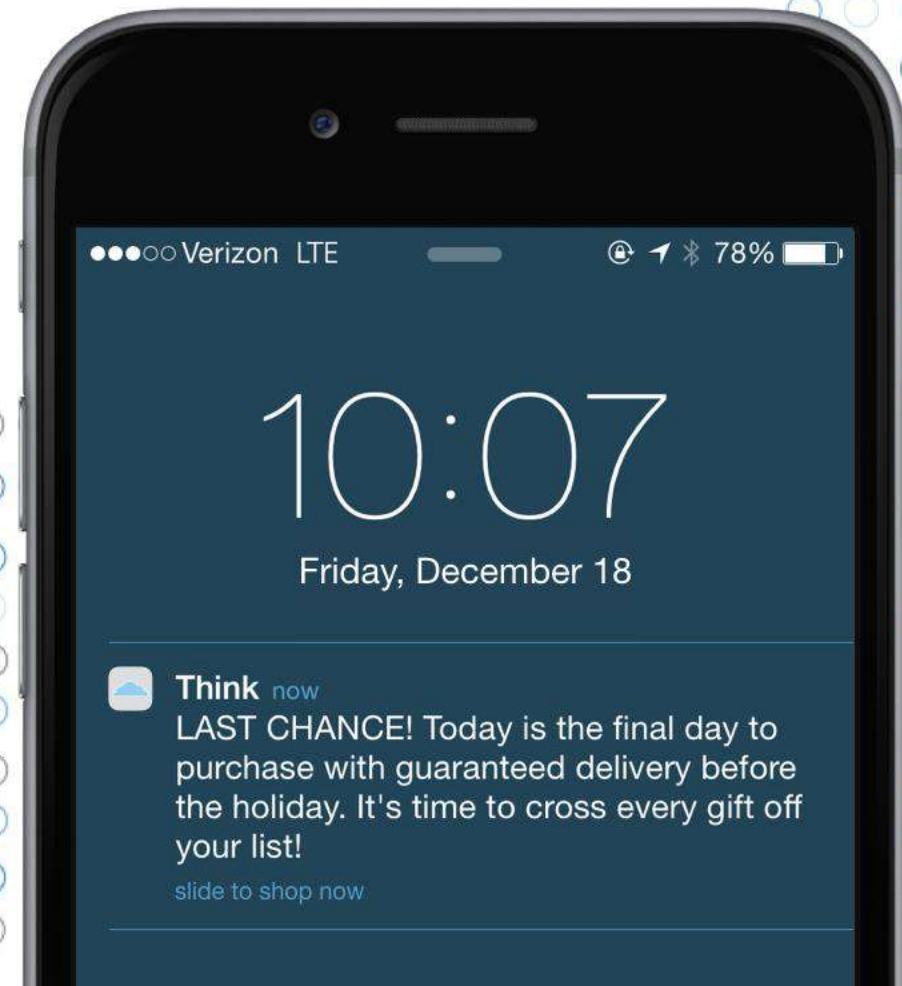 Verizon LTE 78%
10:07
Friday, December 18
Think now
LAST CHANCE! Today is the final day to
purchase with guaranteed delivery before
the holiday. It's time to cross every gift off
your list!
slide to shop now